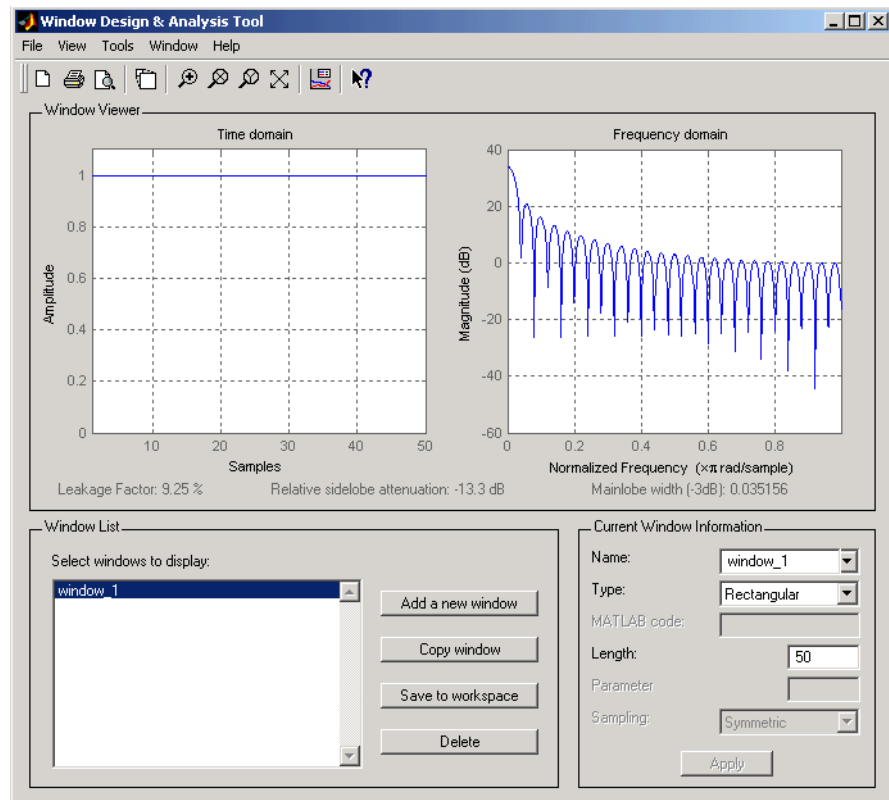 Window Design & Analysis Tool
File View Tools Window Help
Window Viewer
Time domain
Amplitude
1
0.8
0.6
0.4
0.2
0
10 20 30 40 50
Samples
Frequency domain
Magnitude (dB)
40
20
0
-20
-40
-60
0 0.2 0.4 0.6 0.8
Normalized Frequency (×π rad/sample)
Leakage Factor: 9.25 % Relative sidelobe attenuation: -13.3 dB Mainlobe width (-3dB): 0.035156
Window List
Select windows to display:
window_1
Add a new window
Copy window
Save to workspace
Delete
Current Window Information
Name: window_1
Type: Rectangular
MATLAB code:
Length: 50
Parameter
Sampling: Symmetric
Apply